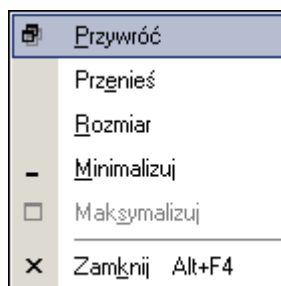 Przywróć
Przenieś
Rozmiar
Minimalizuj
Maksymalizuj
Zamknij Alt+F4